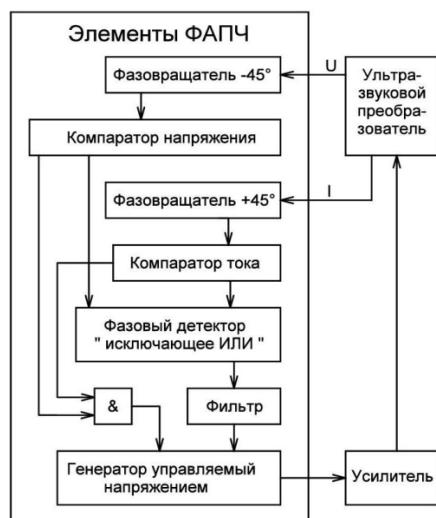 Элементы ФАПЧ
Фазовращатель -45°
U
Ультра-
звуковой
преобра-
зователь
Компаратор напряжения
Фазовращатель +45°
I
Компаратор тока
Фазовый детектор
" исключающее ИЛИ "
&
Фильтр
Генератор управляемый
напряжением
Усилитель